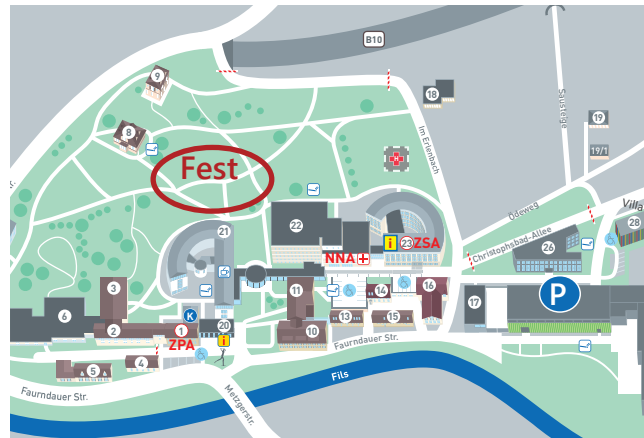 B10
9
18
Sausteige
19
8
Im Erlenbach
19/1
H
Fest
21
22
Ödeweg
Villa
28
i
23
ZSA
Christophsbad-Allee
26
NNA
3
11
14
16
P
17
6
K
2
1
20
13
15
10
ZPA
i
4
Faurndauer Str.
5
Faurndauer Str.
Metzgerstr.
Fils